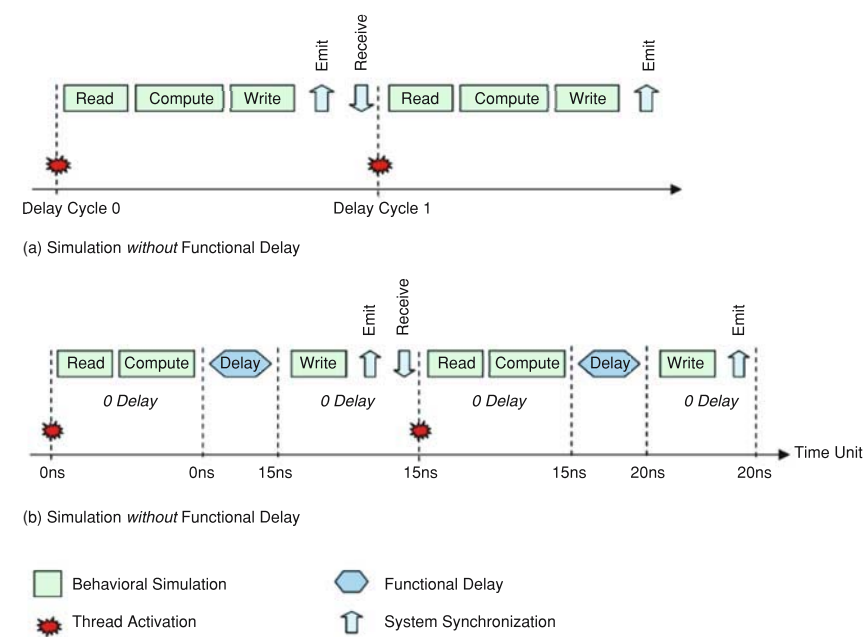 Emit
Receive
Emit
Read Compute Write Read Compute Write
Delay Cycle 0 Delay Cycle 1
(a) Simulation without Functional Delay
Emit
Receive
Emit
Read Compute Delay Write Read Compute Delay Write
0 Delay 0 Delay 0 Delay 0 Delay
Time Unit
0ns 0ns 15ns 15ns 15ns 20ns 20ns
(b) Simulation without Functional Delay
Behavioral Simulation Functional Delay
Thread Activation System Synchronization